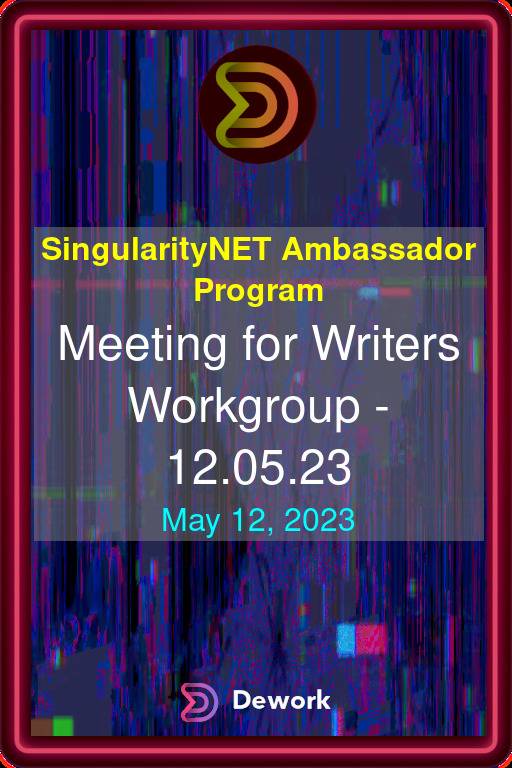 SingularityNET Ambassador
Program
Meeting for Writers
Workgroup -
12.05.23
May 12, 2023
Dework